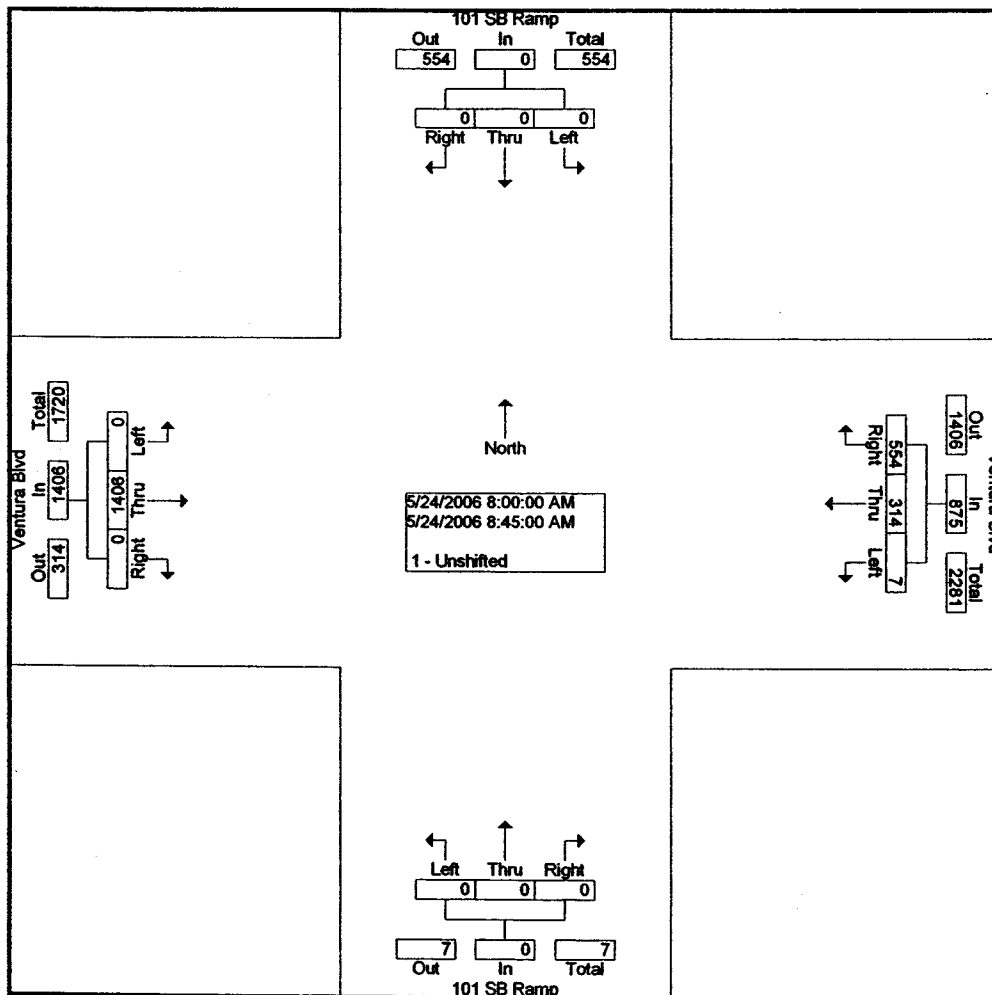 101 SB Ramp
Out In Total
554 0 554
0 0 0
Right Thru Left
Ventura Blvd
Total In Out
1720 1406 314
0 1406 0
Left Thru Right
North
5/24/2006 8:00:00 AM
5/24/2006 8:45:00 AM
1 - Unshifted
Right Thru Left
554 314 7
Out In Total
1406 875 2281
Left Thru Right
0 0 0
7 0 7
Out In Total
101 SB Ramp